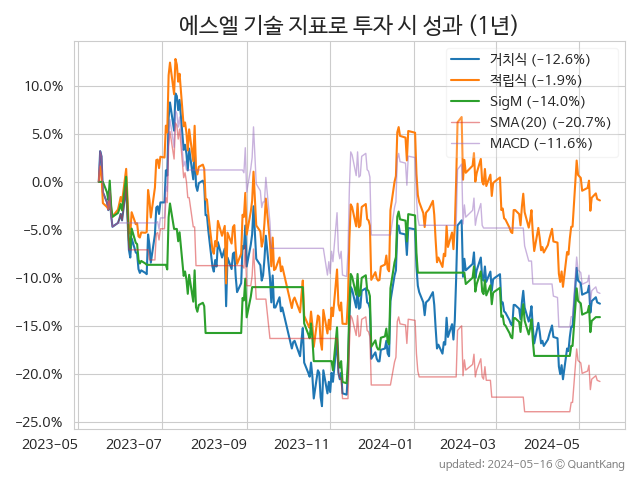 에스엘 기술 지표로 투자 시 성과 (1년)
거치식 (−12.6%)
적립식 (−1.9%)
SigM (−14.0%)
SMA(20) (−20.7%)
MACD (−11.6%)
10.0%
5.0%
0.0%
−5.0%
−10.0%
−15.0%
−20.0%
−25.0%
2023−05 2023−07 2023−09 2023−11 2024−01 2024−03 2024−05
updated: 2024-05-16 © QuantKang